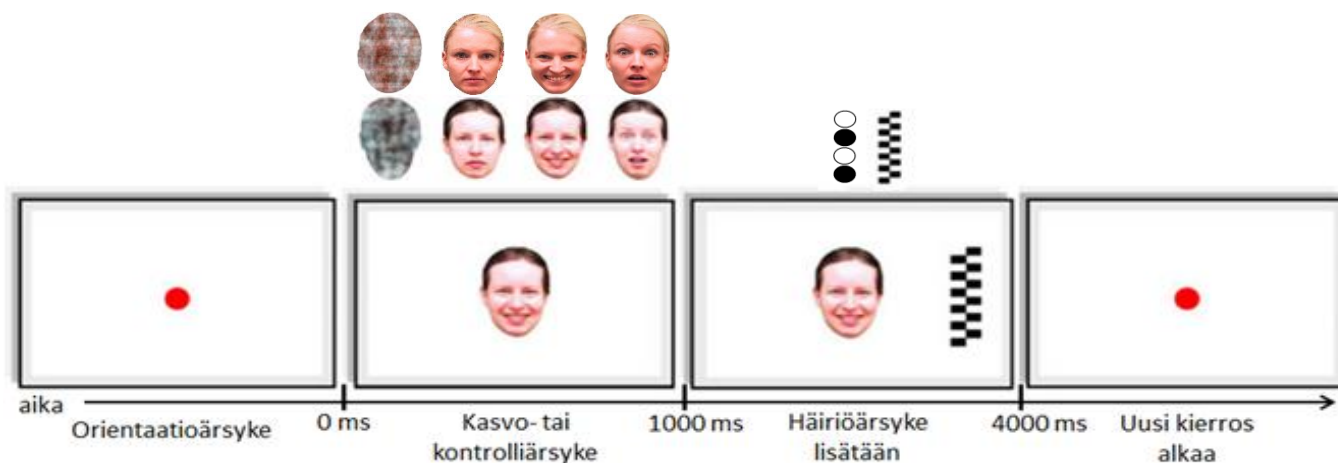 aika
Orientaatioärsyke
0 ms
Kasvo- tai
kontrolliärsyke
1000 ms
Häiriöärsyke
lisätään
4000 ms
Uusi kierros
alkaa